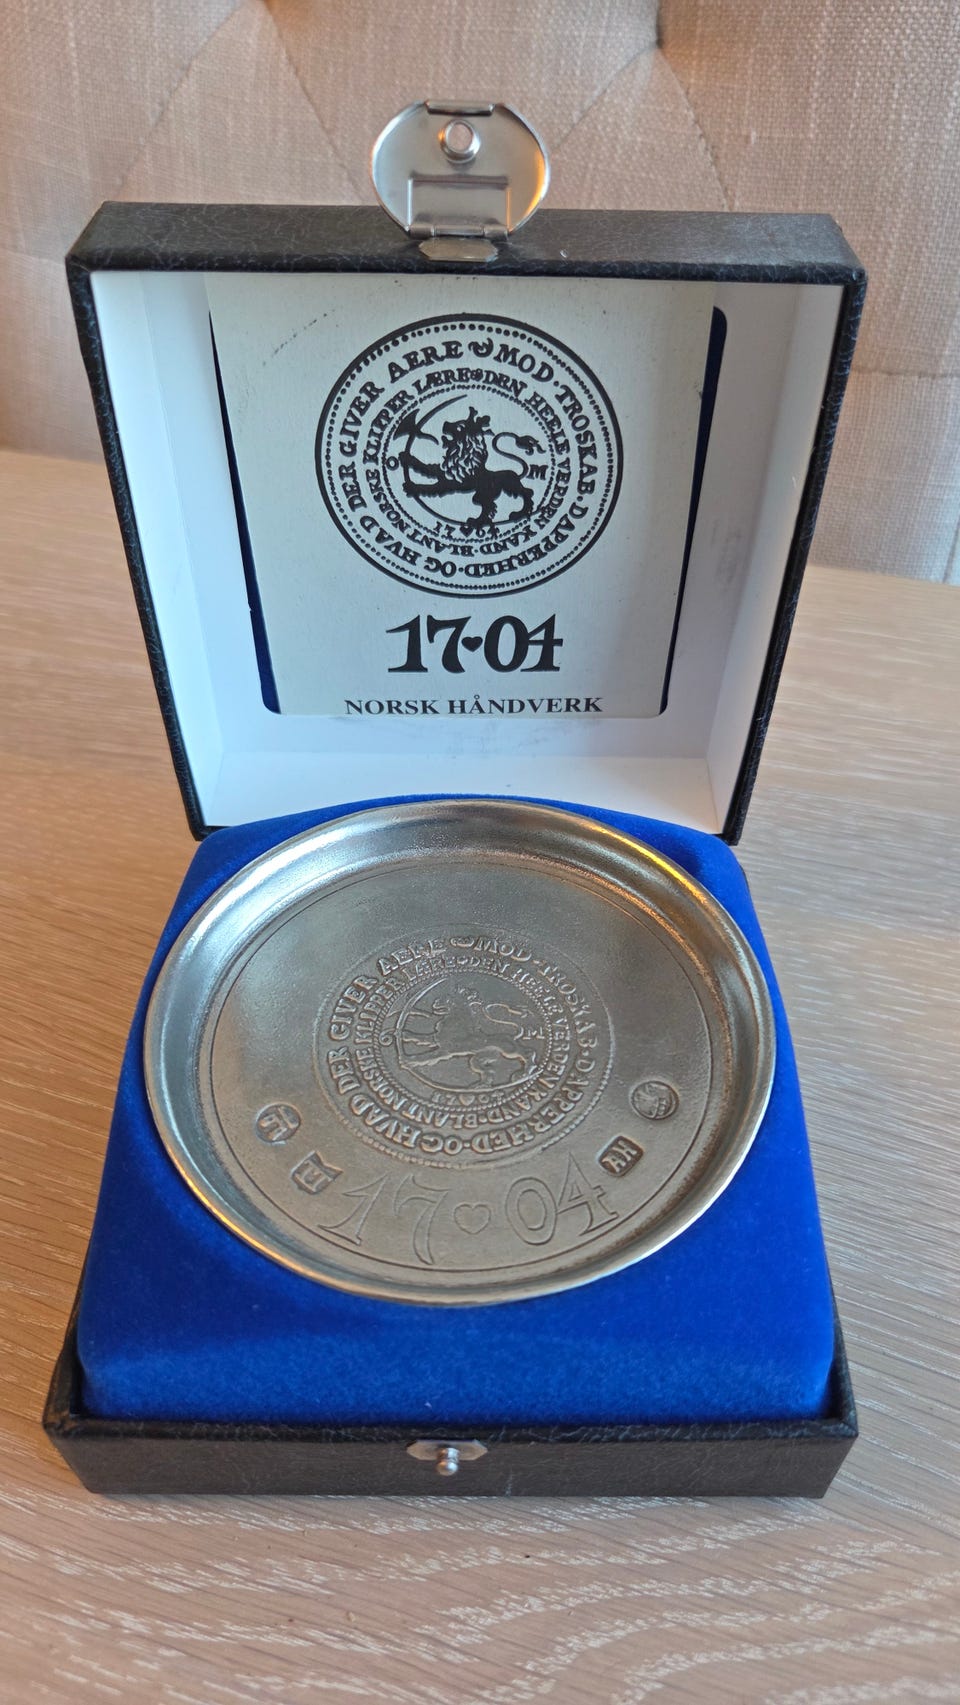 MOD · TROSKAB · DAPPERHED · OG HVAD DER GIVER AERE
DEN HEELE VERDEN KAND · BLANT NORSKE KLIPPER LÆRE
O M
17♥04
17♥04
NORSK HÅNDVERK
MOD · TROSKAB · DAPPERHED · OG HVAD DER GIVER AERE
DEN HEELE VERDEN KAND · BLANT NORSKE KLIPPER LÆRE
O M
17♥04
17♥04